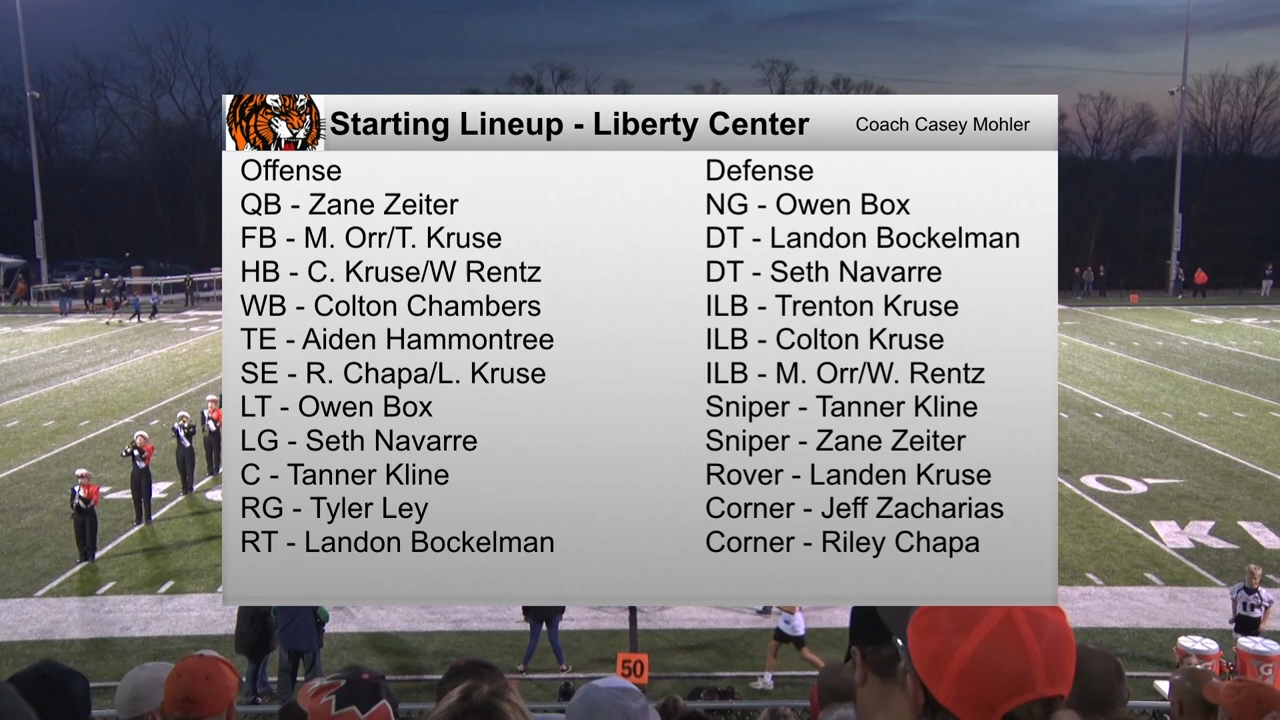 Starting Lineup - Liberty Center
Coach Casey Mohler
Offense
QB - Zane Zeiter
FB - M. Orr/T. Kruse
HB - C. Kruse/W Rentz
WB - Colton Chambers
TE - Aiden Hammontree
SE - R. Chapa/L. Kruse
LT - Owen Box
LG - Seth Navarre
C - Tanner Kline
RG - Tyler Ley
RT - Landon Bockelman
Defense
NG - Owen Box
DT - Landon Bockelman
DT - Seth Navarre
ILB - Trenton Kruse
ILB - Colton Kruse
ILB - M. Orr/W. Rentz
Sniper - Tanner Kline
Sniper - Zane Zeiter
Rover - Landen Kruse
Corner - Jeff Zacharias
Corner - Riley Chapa
50
G
G